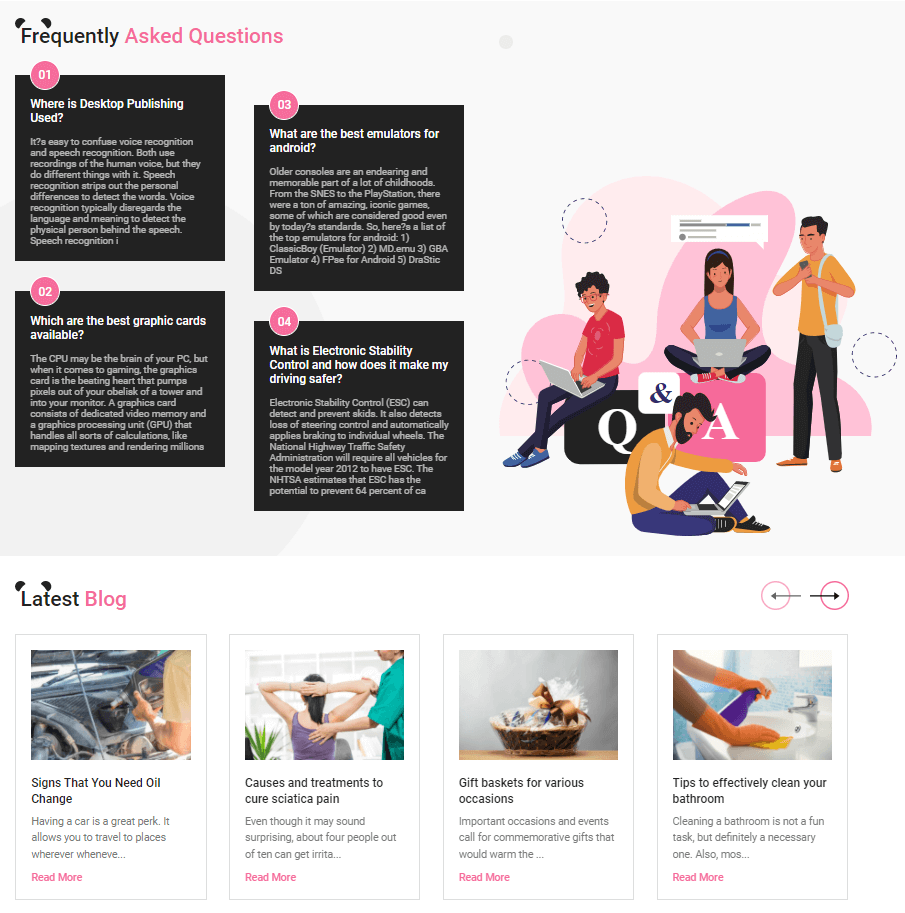 Frequently Asked Questions
01
Where is Desktop Publishing
Used?
It?s easy to confuse voice recognition
and speech recognition. Both use
recordings of the human voice, but they
do different things with it. Speech
recognition strips out the personal
differences to detect the words. Voice
recognition typically disregards the
language and meaning to detect the
physical person behind the speech.
Speech recognition i
02
Which are the best graphic cards
available?
The CPU may be the brain of your PC, but
when it comes to gaming, the graphics
card is the beating heart that pumps
pixels out of your obelisk of a tower and
into your monitor. A graphics card
consists of dedicated video memory and
a graphics processing unit (GPU) that
handles all sorts of calculations, like
mapping textures and rendering millions
03
What are the best emulators for
android?
Older consoles are an endearing and
memorable part of a lot of childhoods.
From the SNES to the PlayStation, there
were a ton of amazing, iconic games,
some of which are considered good even
by today?s standards. So, here?s a list of
the top emulators for android: 1)
ClassicBoy (Emulator) 2) MD.emu 3) GBA
Emulator 4) FPse for Android 5) DraStic
DS
04
What is Electronic Stability
Control and how does it make my
driving safer?
Electronic Stability Control (ESC) can
detect and prevent skids. It also detects
loss of steering control and automatically
applies braking to individual wheels. The
National Highway Traffic Safety
Administration will require all vehicles for
the model year 2012 to have ESC. The
NHTSA estimates that ESC has the
potential to prevent 64 percent of ca
Q & A
Latest Blog
Signs That You Need Oil
Change
Having a car is a great perk. It
allows you to travel to places
wherever wheneve...
Read More
Causes and treatments to
cure sciatica pain
Even though it may sound
surprising, about four people out
of ten can get irrita...
Read More
Gift baskets for various
occasions
Important occasions and events
call for commemorative gifts that
would warm the ...
Read More
Tips to effectively clean your
bathroom
Cleaning a bathroom is not a fun
task, but definitely a necessary
one. Also, mos...
Read More